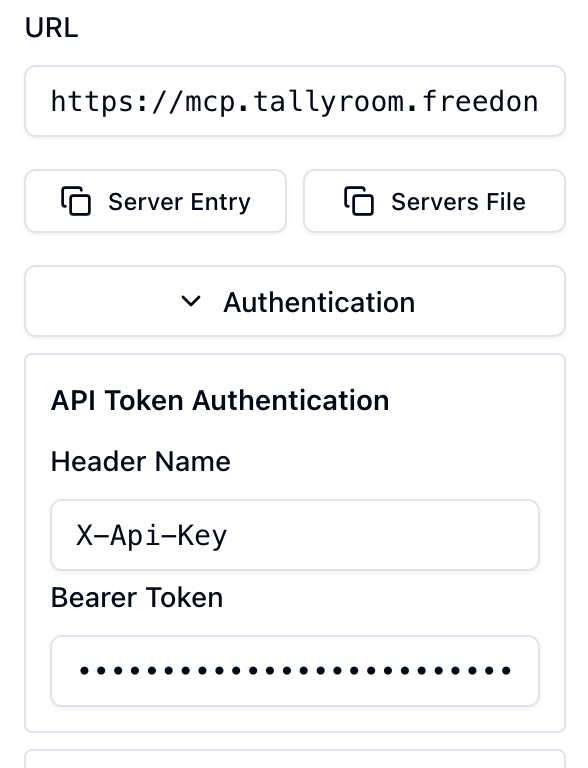 URL
https://mcp.tallyroom.freedon
Server Entry
Servers File
Authentication
API Token Authentication
Header Name
X-Api-Key
Bearer Token
••••••••••••••••••••••••••